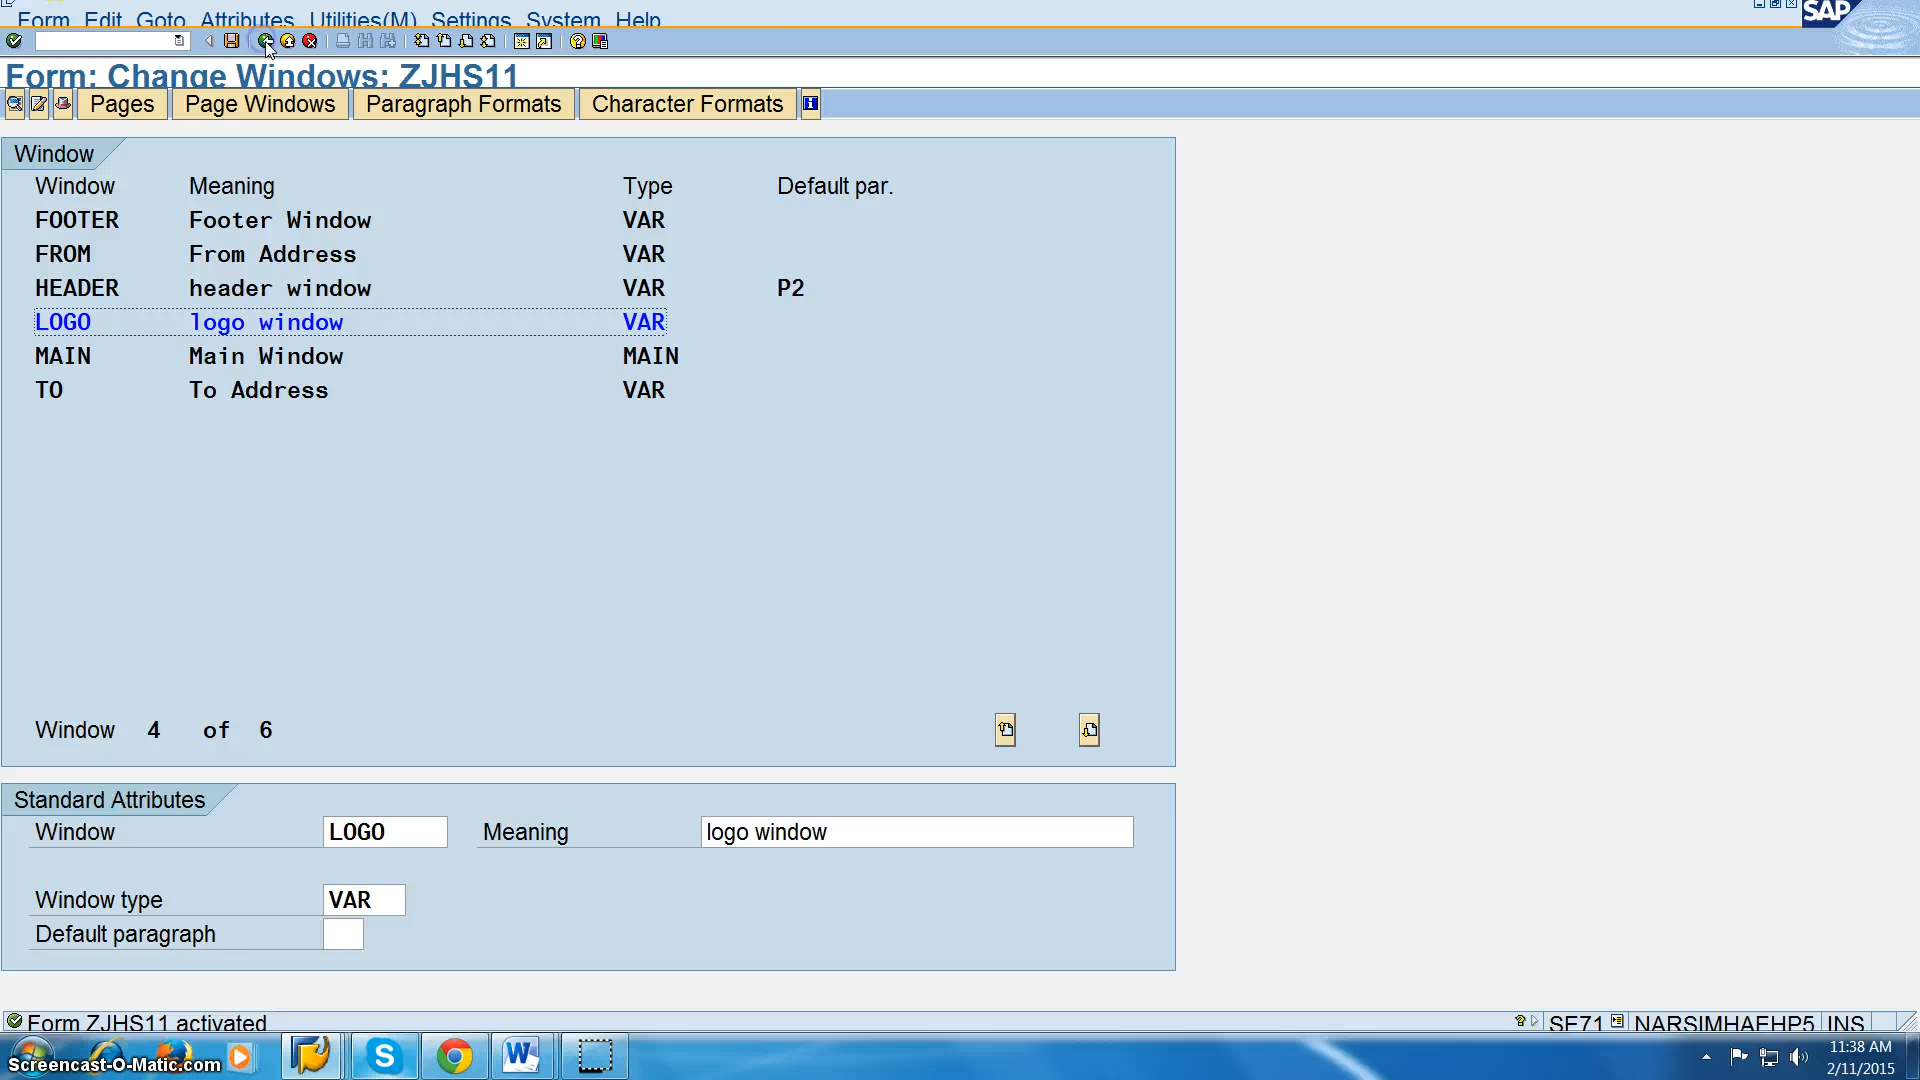 Form Edit Goto Attributes Utilities(M) Settings System Help
SAP
Form: Change Windows: ZJHS11
Pages Page Windows Paragraph Formats Character Formats
Window
Window Meaning Type Default par.
FOOTER Footer Window VAR
FROM From Address VAR
HEADER header window VAR P2
LOGO logo window VAR
MAIN Main Window MAIN
TO To Address VAR
Window 4 of 6
Standard Attributes
Window LOGO Meaning logo window
Window type VAR
Default paragraph
Form ZJHS11 activated
SE71 NARSIMHAEHP5 INS
Screencast-O-Matic.com
11:38 AM
2/11/2015